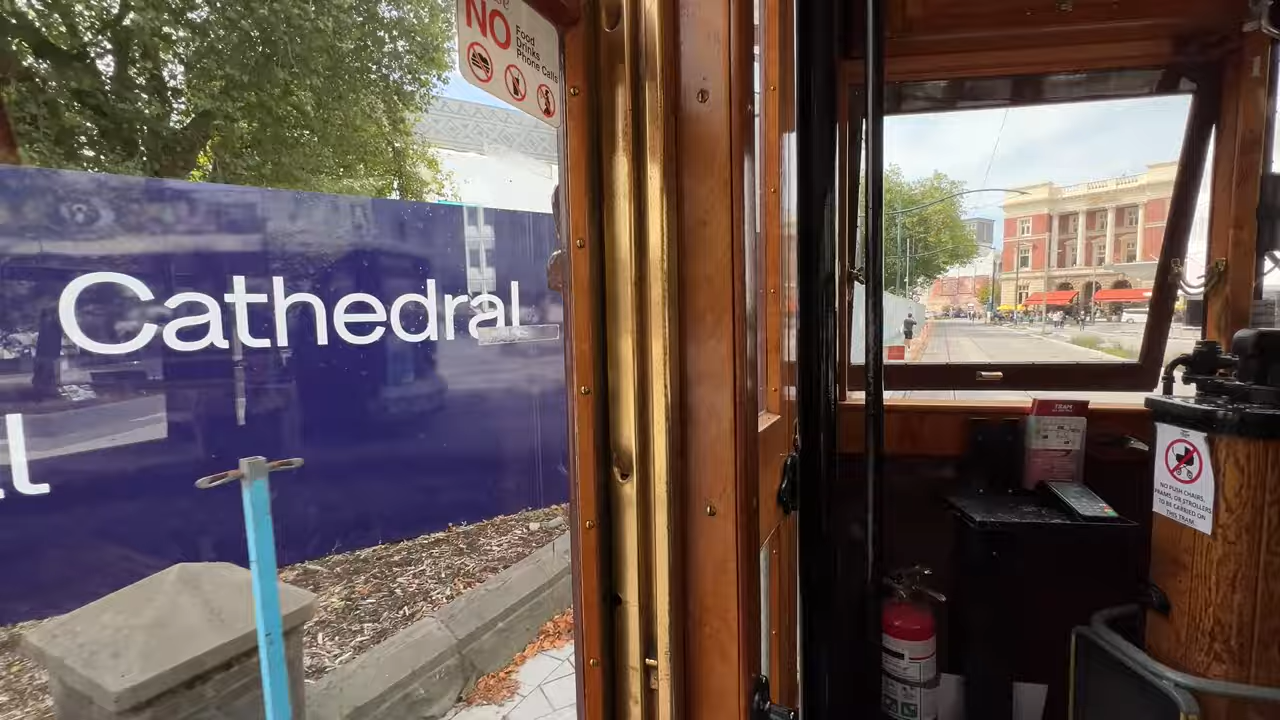 NO
Food
Drinks
Phone Calls
Cathedral
TRAM
NO PUSH CHAIRS,
PRAMS, OR STROLLERS
TO BE CARRIED ON
THIS TRAM